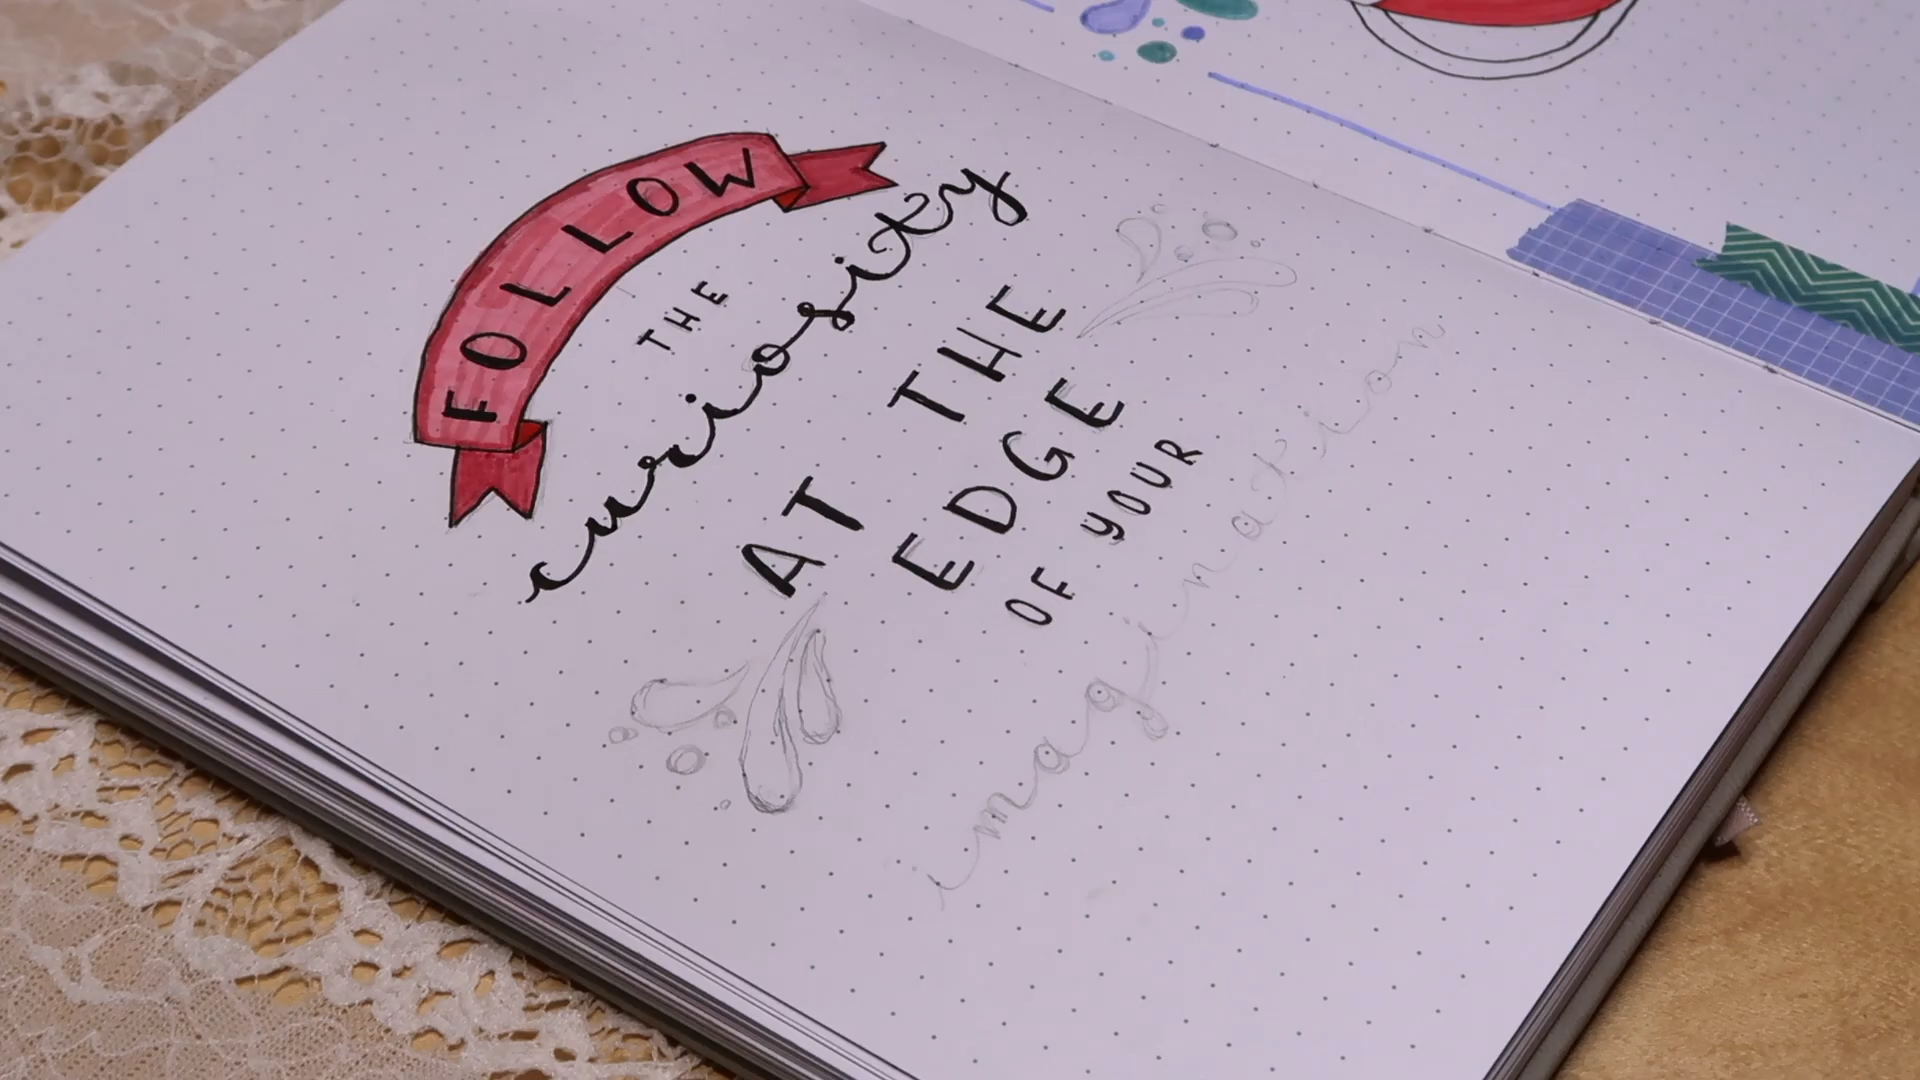 FOLLOW
THE
curiosity
AT THE
EDGE
OF YOUR
imagination